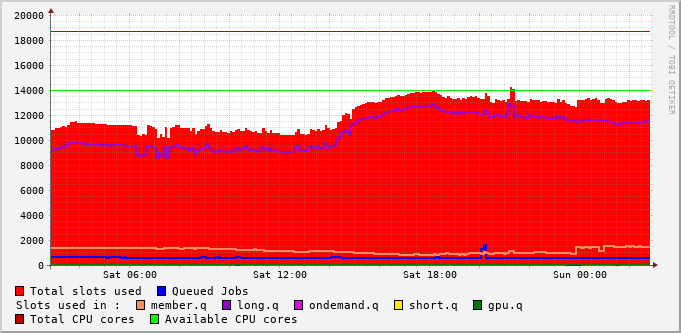 20000
18000
16000
14000
12000
10000
8000
6000
4000
2000
0
Sat 06:00 Sat 12:00 Sat 18:00 Sun 00:00
Total slots used Queued Jobs
Slots used in : member.q long.q ondemand.q short.q gpu.q
Total CPU cores Available CPU cores
RRDTOOL / TOBI OETIKER